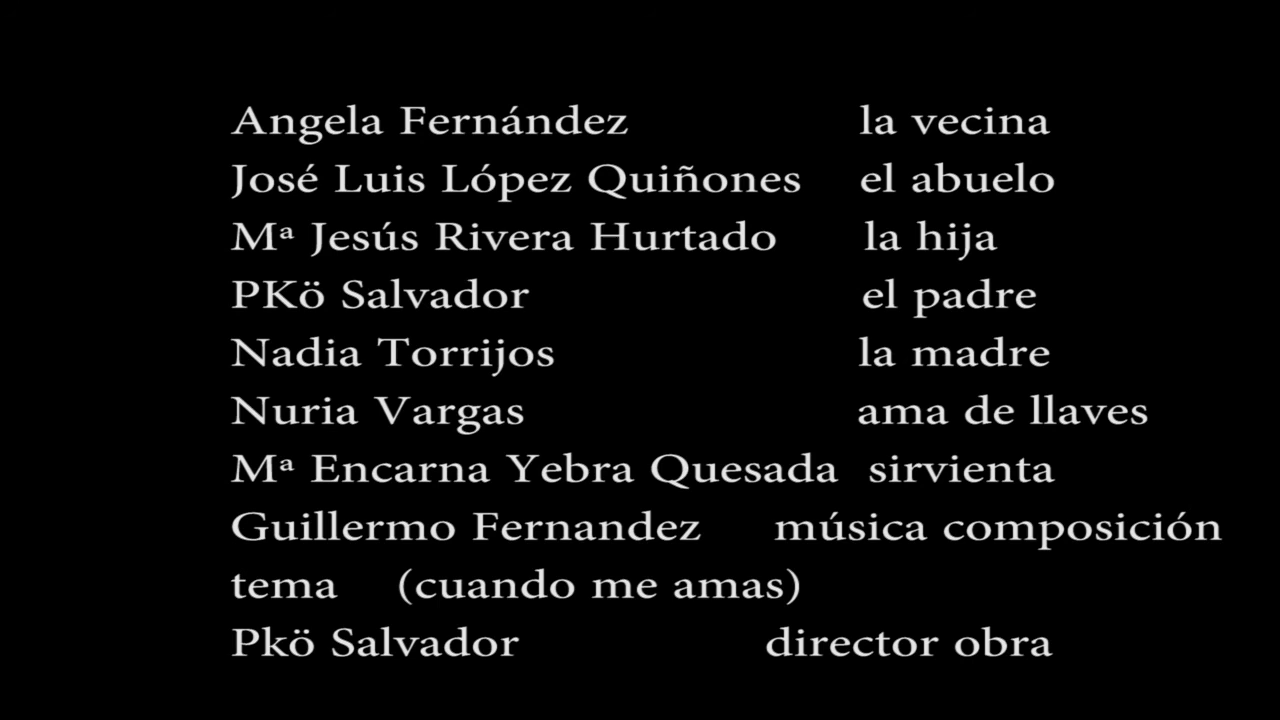 Angela Fernández la vecina
José Luis López Quiñones el abuelo
Mª Jesús Rivera Hurtado la hija
PKö Salvador el padre
Nadia Torrijos la madre
Nuria Vargas ama de llaves
Mª Encarna Yebra Quesada sirvienta
Guillermo Fernandez música composición
tema (cuando me amas)
Pkö Salvador director obra